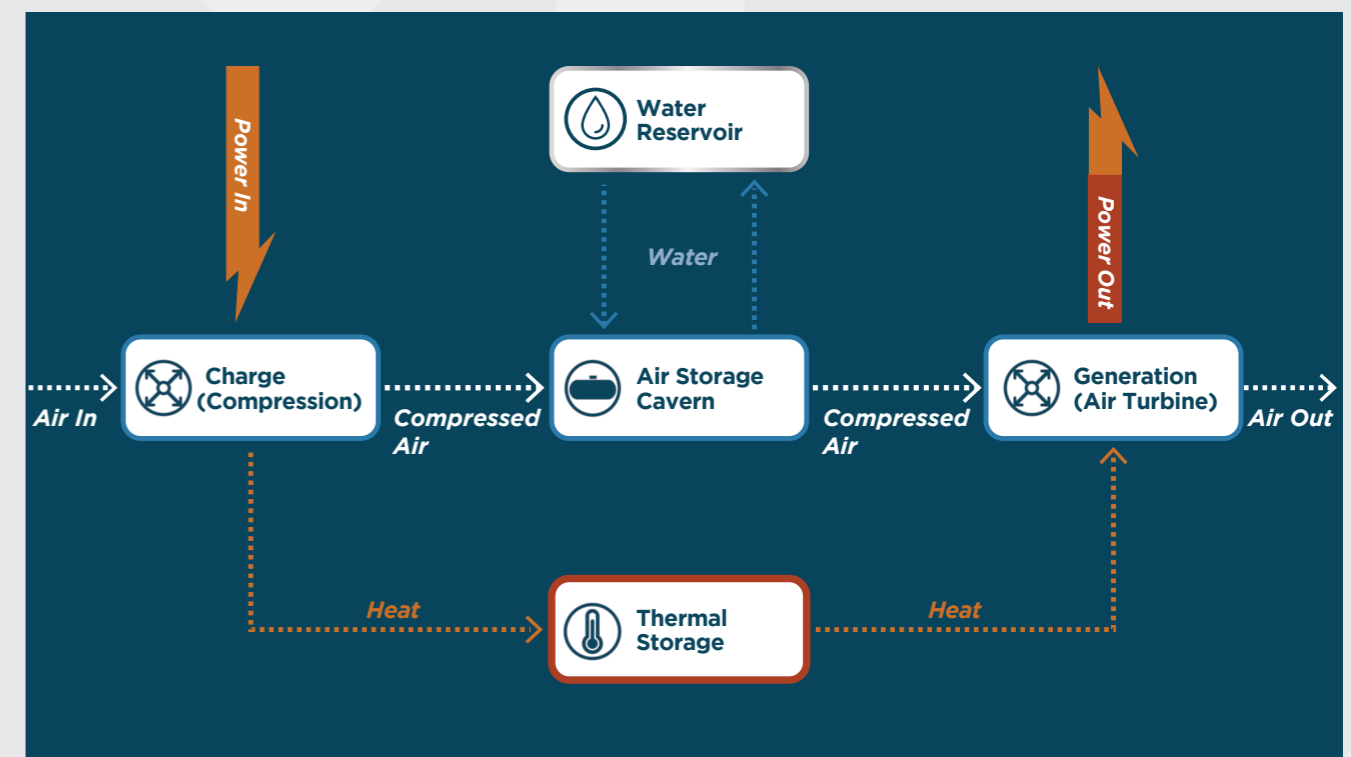 Power In
Water
Reservoir
Power Out
Water
Air In
Charge
(Compression)
Compressed
Air
Air Storage
Cavern
Compressed
Air
Generation
(Air Turbine)
Air Out
Heat
Thermal
Storage
Heat